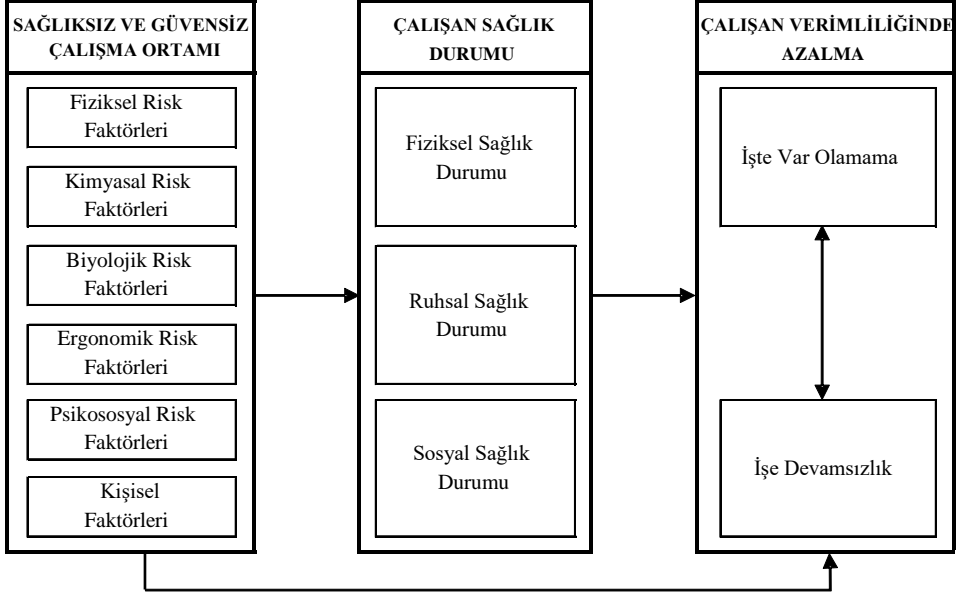 SAĞLIKSIZ VE GÜVENSİZ
ÇALIŞMA ORTAMI
Fiziksel Risk
Faktörleri
Kimyasal Risk
Faktörleri
Biyolojik Risk
Faktörleri
Ergonomik Risk
Faktörleri
Psikososyal Risk
Faktörleri
Kişisel
Faktörleri
ÇALIŞAN SAĞLIK
DURUMU
Fiziksel Sağlık
Durumu
Ruhsal Sağlık
Durumu
Sosyal Sağlık
Durumu
ÇALIŞAN VERİMLİLİĞİNDE
AZALMA
İşte Var Olamama
İşe Devamsızlık